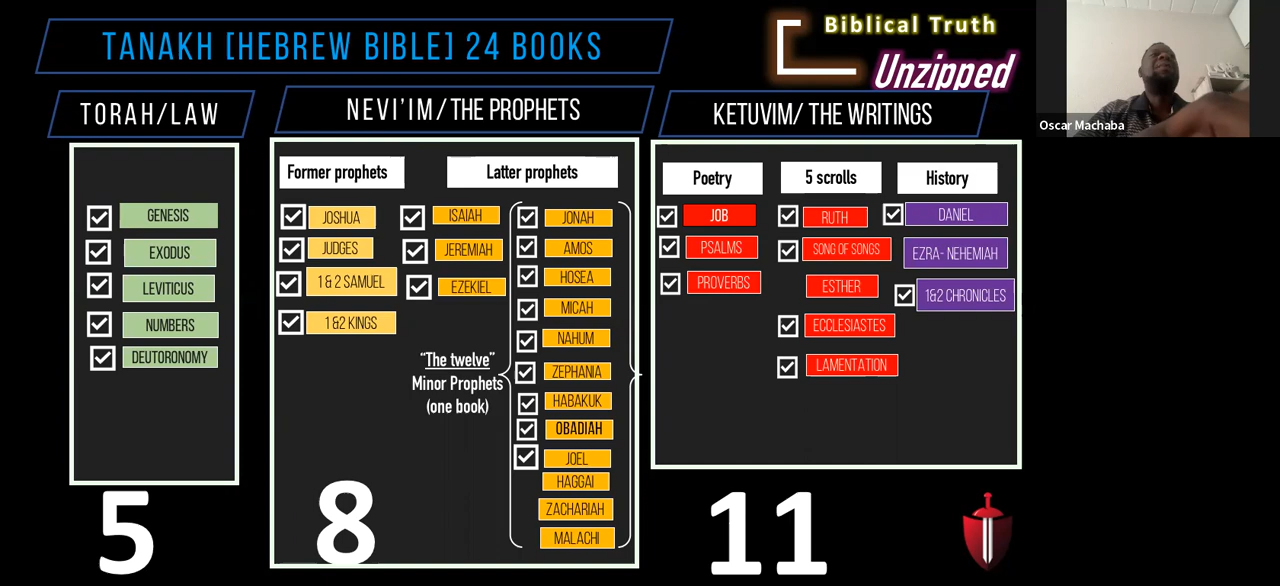 TANAKH [HEBREW BIBLE] 24 BOOKS
Biblical Truth
Unzipped
Oscar Machaba
TORAH/LAW
GENESIS
EXODUS
LEVITICUS
NUMBERS
DEUTORONOMY
5
NEVI'IM/THE PROPHETS
Former prophets
JOSHUA
JUDGES
1 & 2 SAMUEL
1 &2 KINGS
Latter prophets
ISAIAH
JEREMIAH
EZEKIEL
"The twelve"
Minor Prophets
(one book)
JONAH
AMOS
HOSEA
MICAH
NAHUM
ZEPHANIA
HABAKUK
OBADIAH
JOEL
HAGGAI
ZACHARIAH
MALACHI
8
KETUVIM/ THE WRITINGS
Poetry
JOB
PSALMS
PROVERBS
5 scrolls
RUTH
SONG OF SONGS
ESTHER
ECCLESIASTES
LAMENTATION
History
DANIEL
EZRA- NEHEMIAH
1&2 CHRONICLES
11